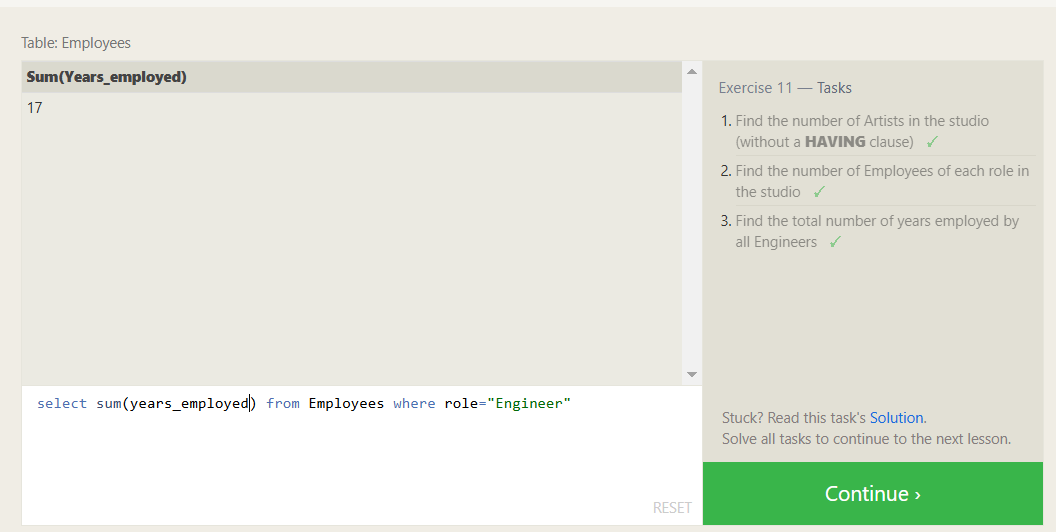 Table: Employees
Sum(Years_employed)
17
select sum(years_employed) from Employees where role="Engineer"
RESET
Exercise 11 — Tasks
1. Find the number of Artists in the studio
(without a HAVING clause) ✓
2. Find the number of Employees of each role in
the studio ✓
3. Find the total number of years employed by
all Engineers ✓
Stuck? Read this task's Solution.
Solve all tasks to continue to the next lesson.
Continue ›